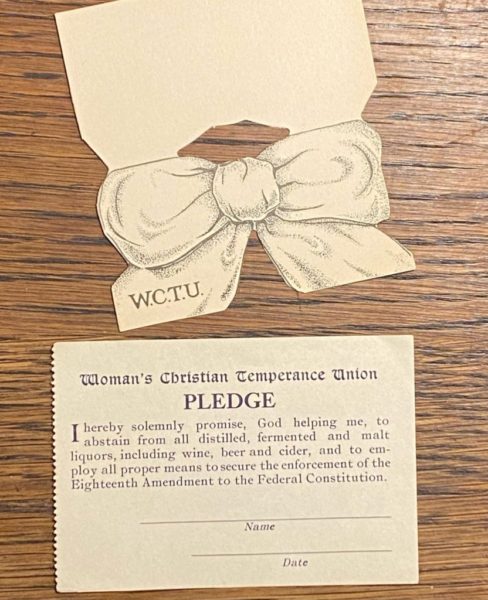 W.C.T.U.
Woman's Christian Temperance Union
PLEDGE
I hereby solemnly promise, God helping me, to
abstain from all distilled, fermented and malt
liquors, including wine, beer and cider, and to em-
ploy all proper means to secure the enforcement of the
Eighteenth Amendment to the Federal Constitution.
Name
Date